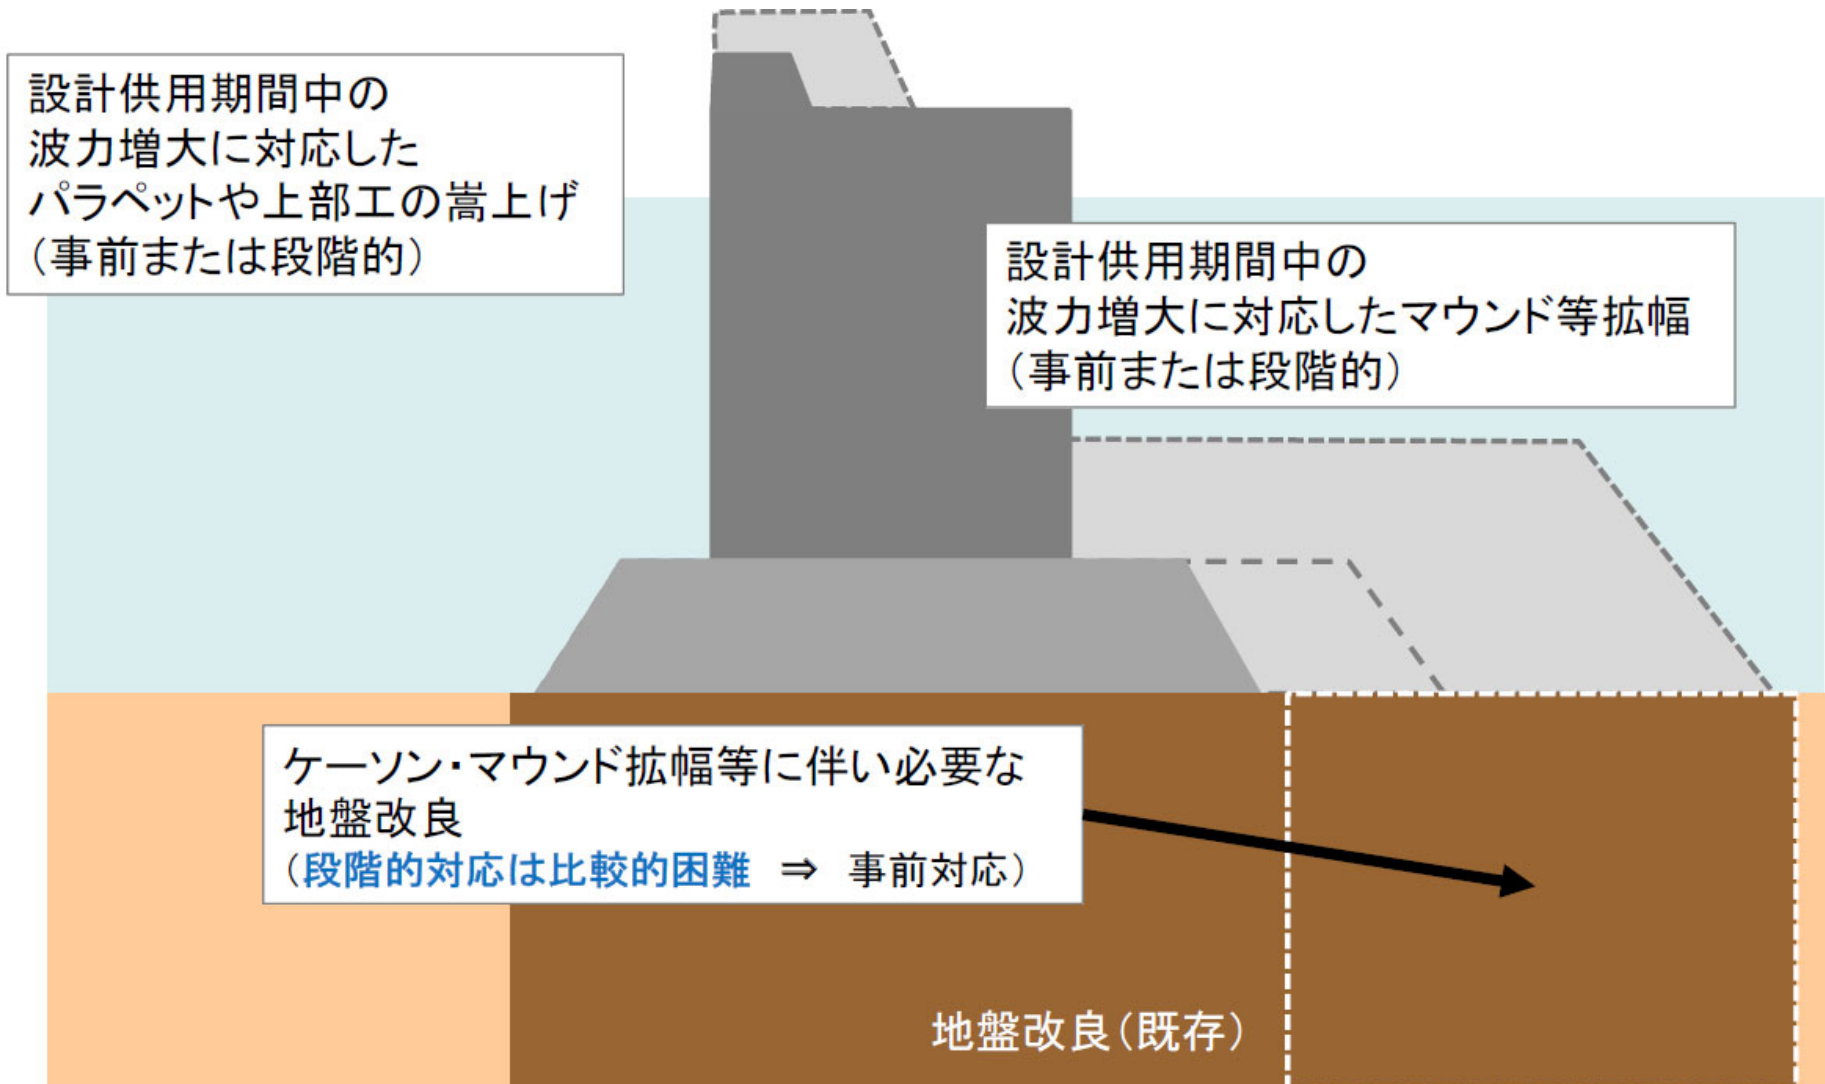 設計供用期間中の
波力増大に対応した
パラペットや上部工の嵩上げ
（事前または段階的）
設計供用期間中の
波力増大に対応したマウンド等拡幅
（事前または段階的）
ケーソン・マウンド拡幅等に伴い必要な
地盤改良
（段階的対応は比較的困難 ⇒ 事前対応）
地盤改良（既存）